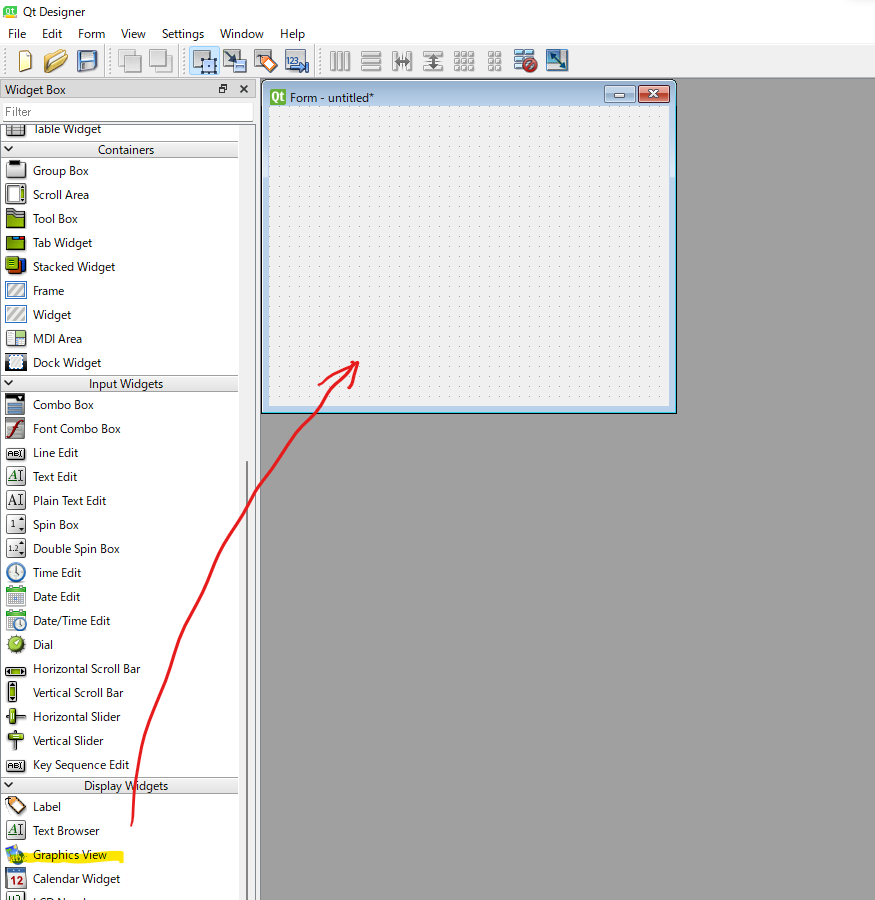 Qt Designer
File Edit Form View Settings Window Help
Widget Box
Filter
Table Widget
Containers
Group Box
Scroll Area
Tool Box
Tab Widget
Stacked Widget
Frame
Widget
MDI Area
Dock Widget
Input Widgets
Combo Box
Font Combo Box
Line Edit
Text Edit
Plain Text Edit
Spin Box
Double Spin Box
Time Edit
Date Edit
Date/Time Edit
Dial
Horizontal Scroll Bar
Vertical Scroll Bar
Horizontal Slider
Vertical Slider
Key Sequence Edit
Display Widgets
Label
Text Browser
Graphics View
Calendar Widget
Qt Form - untitled*